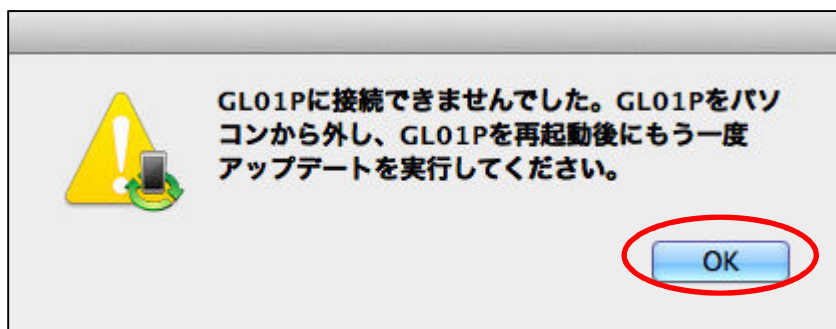 GL01Pに接続できませんでした。GL01Pをパソ
コンから外し、GL01Pを再起動後にもう一度
アップデートを実行してください。
OK